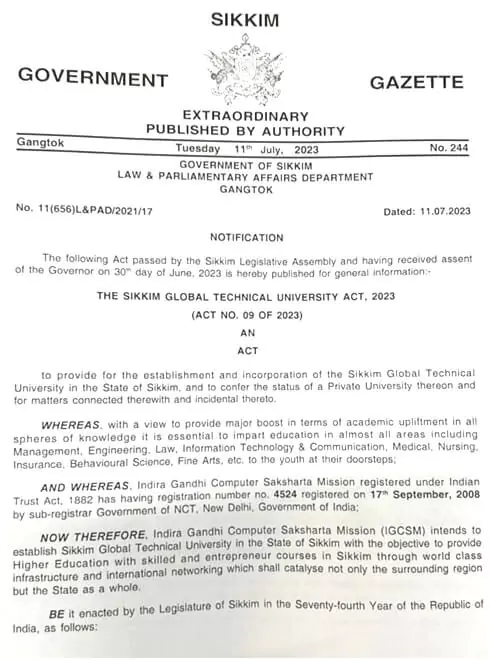 SIKKIM
GOVERNMENT GAZETTE
EXTRAORDINARY
PUBLISHED BY AUTHORITY
Gangtok Tuesday 11th July, 2023 No. 244
GOVERNMENT OF SIKKIM
LAW & PARLIAMENTARY AFFAIRS DEPARTMENT
GANGTOK
No. 11(656)L&PAD/2021/17 Dated: 11.07.2023
NOTIFICATION
The following Act passed by the Sikkim Legislative Assembly and having received assent
of the Governor on 30th day of June, 2023 is hereby published for general information:-
THE SIKKIM GLOBAL TECHNICAL UNIVERSITY ACT, 2023
(ACT NO. 09 OF 2023)
AN
ACT
to provide for the establishment and incorporation of the Sikkim Global Technical
University in the State of Sikkim, and to confer the status of a Private University thereon and
for matters connected therewith and incidental thereto.
WHEREAS, with a view to provide major boost in terms of academic upliftment in all
spheres of knowledge it is essential to impart education in almost all areas including
Management, Engineering, Law, Information Technology & Communication, Medical, Nursing,
Insurance, Behavioural Science, Fine Arts, etc. to the youth at their doorsteps;
AND WHEREAS, Indira Gandhi Computer Saksharta Mission registered under Indian
Trust Act, 1882 has having registration number no. 4524 registered on 17th September, 2008
by sub-registrar Government of NCT, New Delhi, Government of India;
NOW THEREFORE, Indira Gandhi Computer Saksharta Mission (IGCSM) intends to
establish Sikkim Global Technical University in the State of Sikkim with the objective to provide
Higher Education with skilled and entrepreneur courses in Sikkim through world class
infrastructure and international networking which shall catalyse not only the surrounding region
but the State as a whole.
BE it enacted by the Legislature of Sikkim in the Seventy-fourth Year of the Republic of
India, as follows: